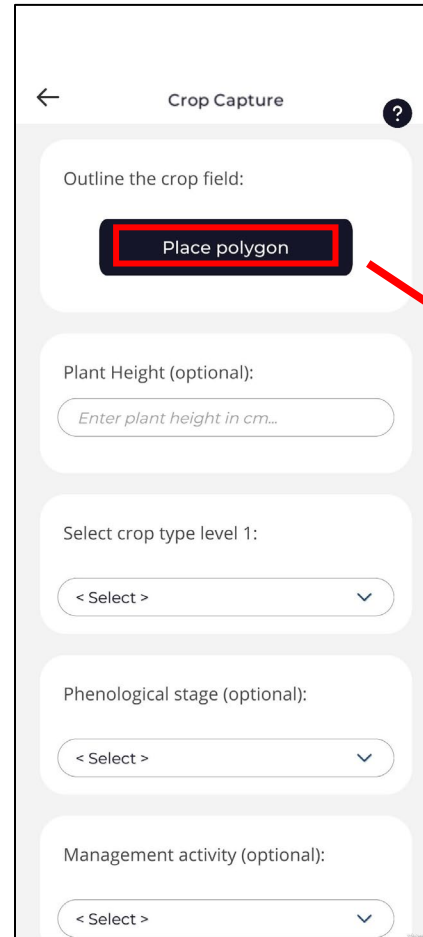 Crop Capture
?
Outline the crop field:
Place polygon
Plant Height (optional):
Enter plant height in cm...
Select crop type level 1:
< Select >
Phenological stage (optional):
< Select >
Management activity (optional):
< Select >